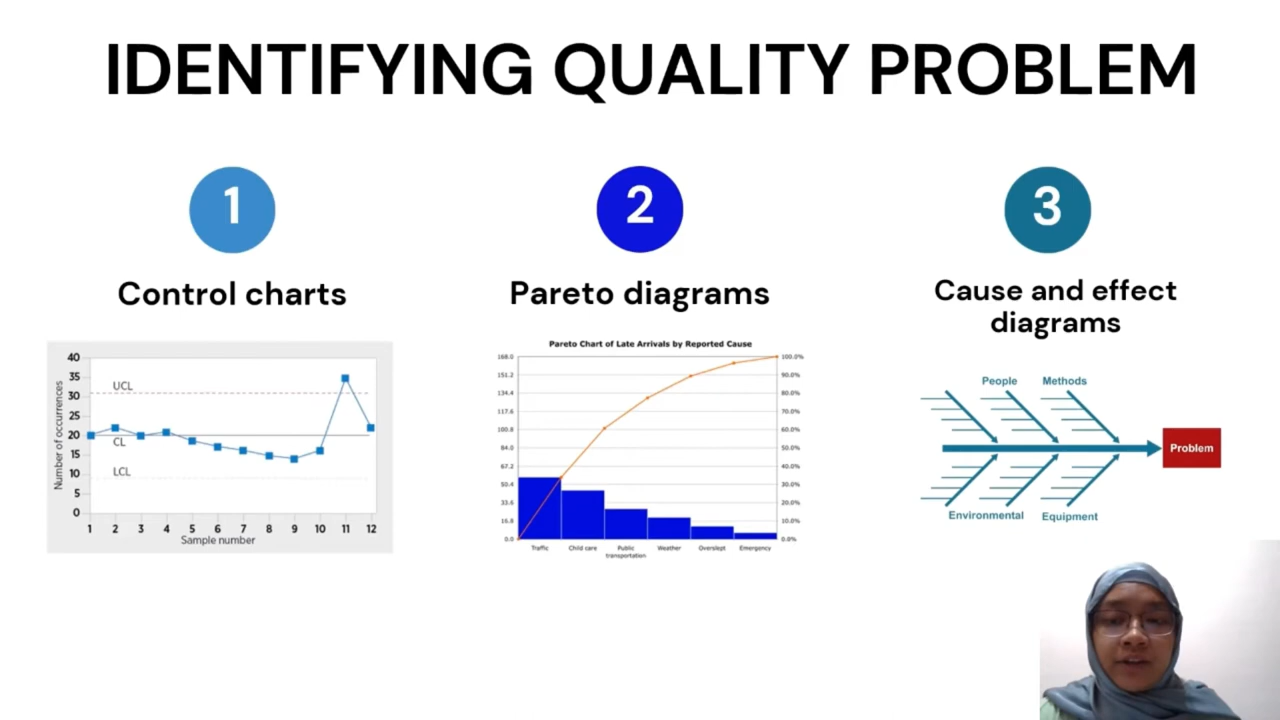 IDENTIFYING QUALITY PROBLEM
1
Control charts
40
35
30
25
20
15
10
5
0
UCL
CL
LCL
Number of occurrences
1 2 3 4 5 6 7 8 9 10 11 12
Sample number
2
Pareto diagrams
Pareto Chart of Late Arrivals by Reported Cause
168.0
151.2
134.4
117.6
100.8
84.0
67.2
50.4
33.6
16.8
0.0
100.0%
90.0%
80.0%
70.0%
60.0%
50.0%
40.0%
30.0%
20.0%
10.0%
0.0%
Traffic Child care Public Weather Overslept Emergency
transportation
3
Cause and effect
diagrams
People Methods
Problem
Environmental Equipment